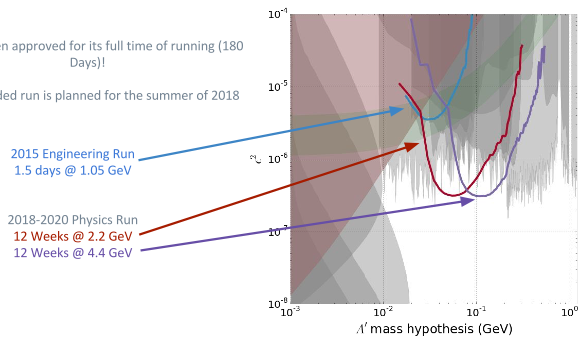 en approved for its full time of running (180
Days)!
ded run is planned for the summer of 2018
2015 Engineering Run
1.5 days @ 1.05 GeV
2018-2020 Physics Run
12 Weeks @ 2.2 GeV
12 Weeks @ 4.4 GeV
10⁻⁴
10⁻⁵
10⁻⁶
10⁻⁷
10⁻⁸
ϵ²
10⁻³
10⁻²
10⁻¹
10⁰
A′ mass hypothesis (GeV)